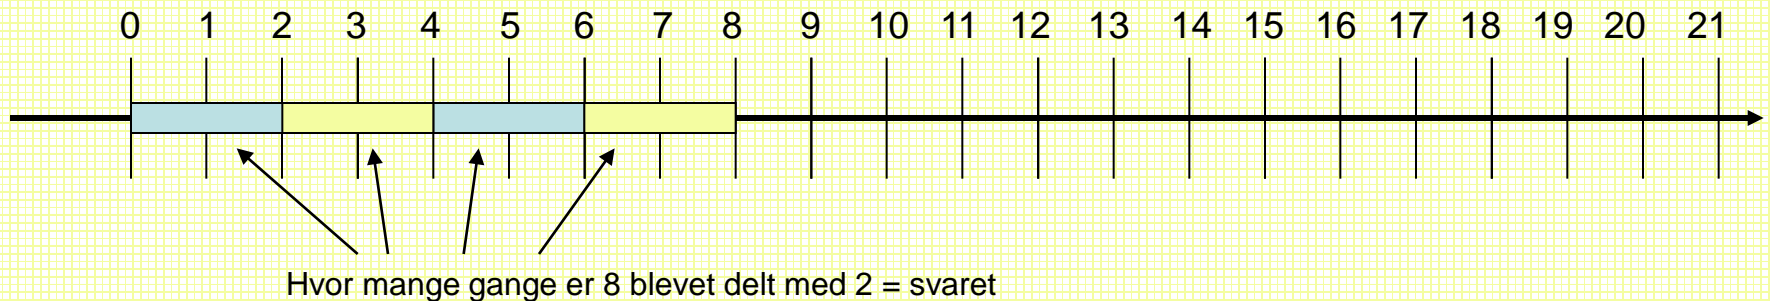 0 1 2 3 4 5 6 7 8 9 10 11 12 13 14 15 16 17 18 19 20 21
Hvor mange gange er 8 blevet delt med 2 = svaret